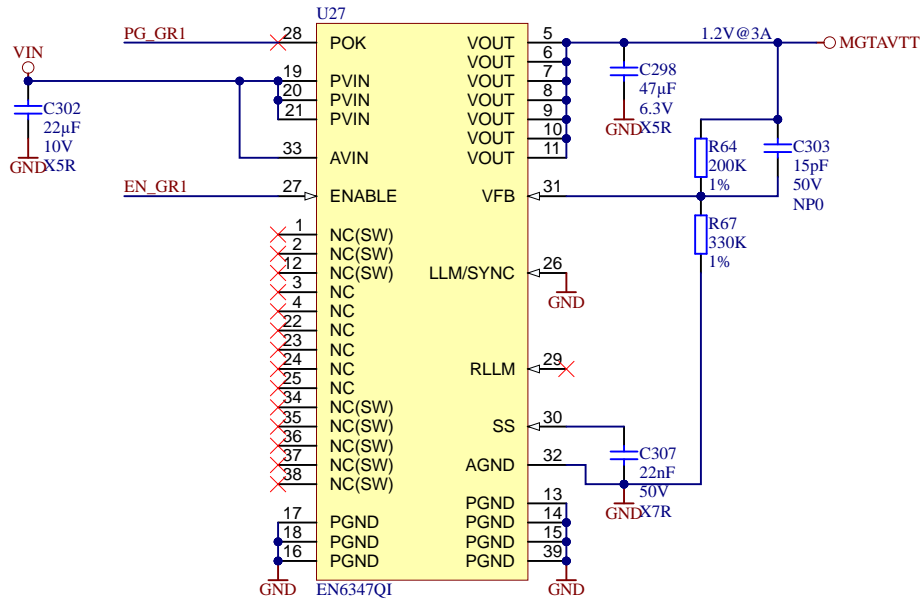 U27
PG_GR1
28
POK
VIN
19
PVIN
20
PVIN
21
PVIN
C302
22µF
10V
X5R
GND
33
AVIN
EN_GR1
27
ENABLE
1
NC(SW)
2
NC(SW)
12
NC(SW)
3
NC
4
NC
22
NC
23
NC
24
NC
25
NC
34
NC(SW)
35
NC(SW)
36
NC(SW)
37
NC(SW)
38
NC(SW)
17
PGND
18
PGND
16
PGND
GND
EN6347QI
VOUT
5
VOUT
6
VOUT
7
VOUT
8
VOUT
9
VOUT
10
VOUT
11
1.2V@3A
MGTAVTT
C298
47µF
6.3V
X5R
GND
R64
200K
1%
C303
15pF
50V
NP0
VFB
31
R67
330K
1%
LLM/SYNC
26
GND
RLLM
29
SS
30
AGND
32
C307
22nF
50V
X7R
GND
PGND
13
PGND
14
PGND
15
PGND
39
GND